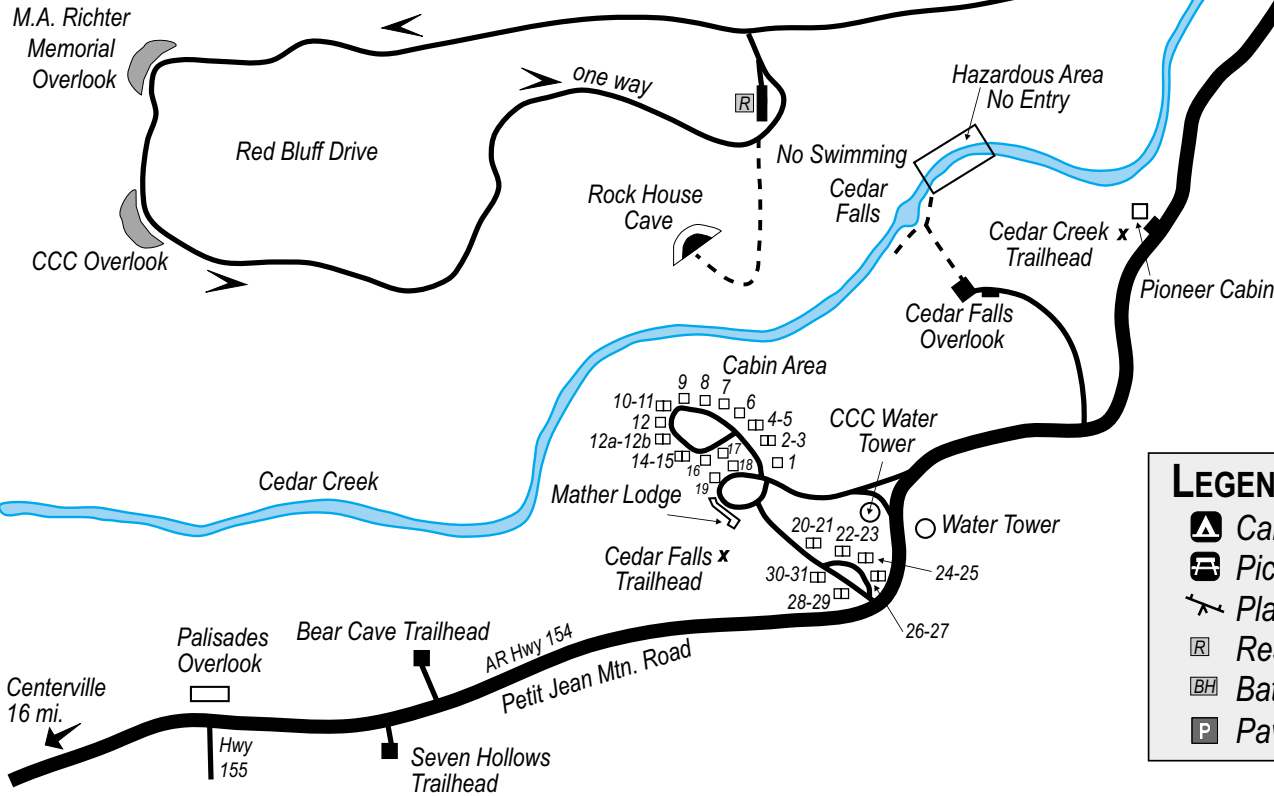 M.A. Richter
Memorial
Overlook
one way
R
Hazardous Area
No Entry
Red Bluff Drive
No Swimming
Cedar
Falls
Rock House
Cave
CCC Overlook
Cedar Creek x
Trailhead
Pioneer Cabin
Cedar Falls
Overlook
Cabin Area
9
8
7
6
10-11
4-5
12
2-3
12a-12b
17
1
14-15
16
18
19
CCC Water
Tower
Cedar Creek
Mather Lodge
20-21
22-23
Water Tower
Cedar Falls x
Trailhead
30-31
24-25
28-29
26-27
Palisades
Overlook
Bear Cave Trailhead
AR Hwy 154
Petit Jean Mtn. Road
Centerville
16 mi.
Hwy
155
Seven Hollows
Trailhead
LEGEN
Ca
Pic
Pla
R Re
BH Bat
P Pav